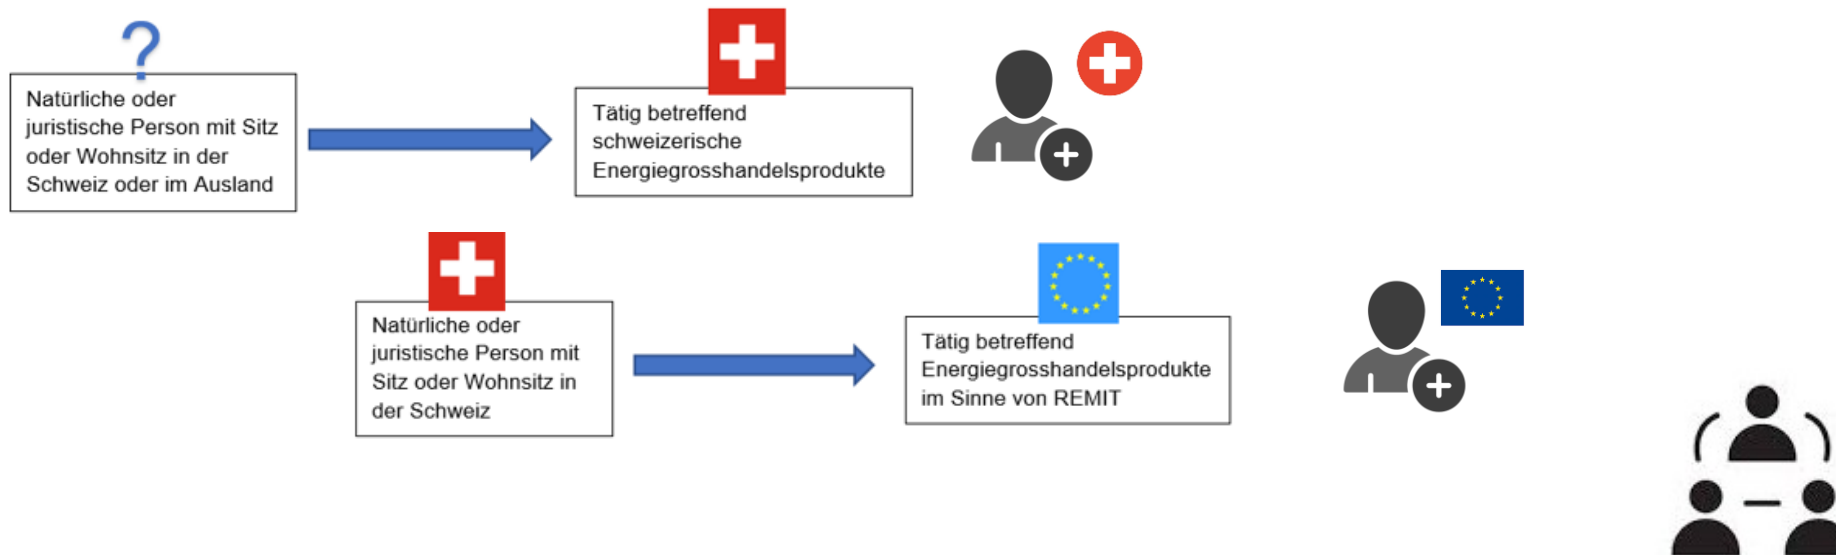 ?
Natürliche oder
juristische Person mit Sitz
oder Wohnsitz in der
Schweiz oder im Ausland
Tätig betreffend
schweizerische
Energiegrosshandelsprodukte
Natürliche oder
juristische Person mit
Sitz oder Wohnsitz in
der Schweiz
Tätig betreffend
Energiegrosshandelsprodukte
im Sinne von REMIT